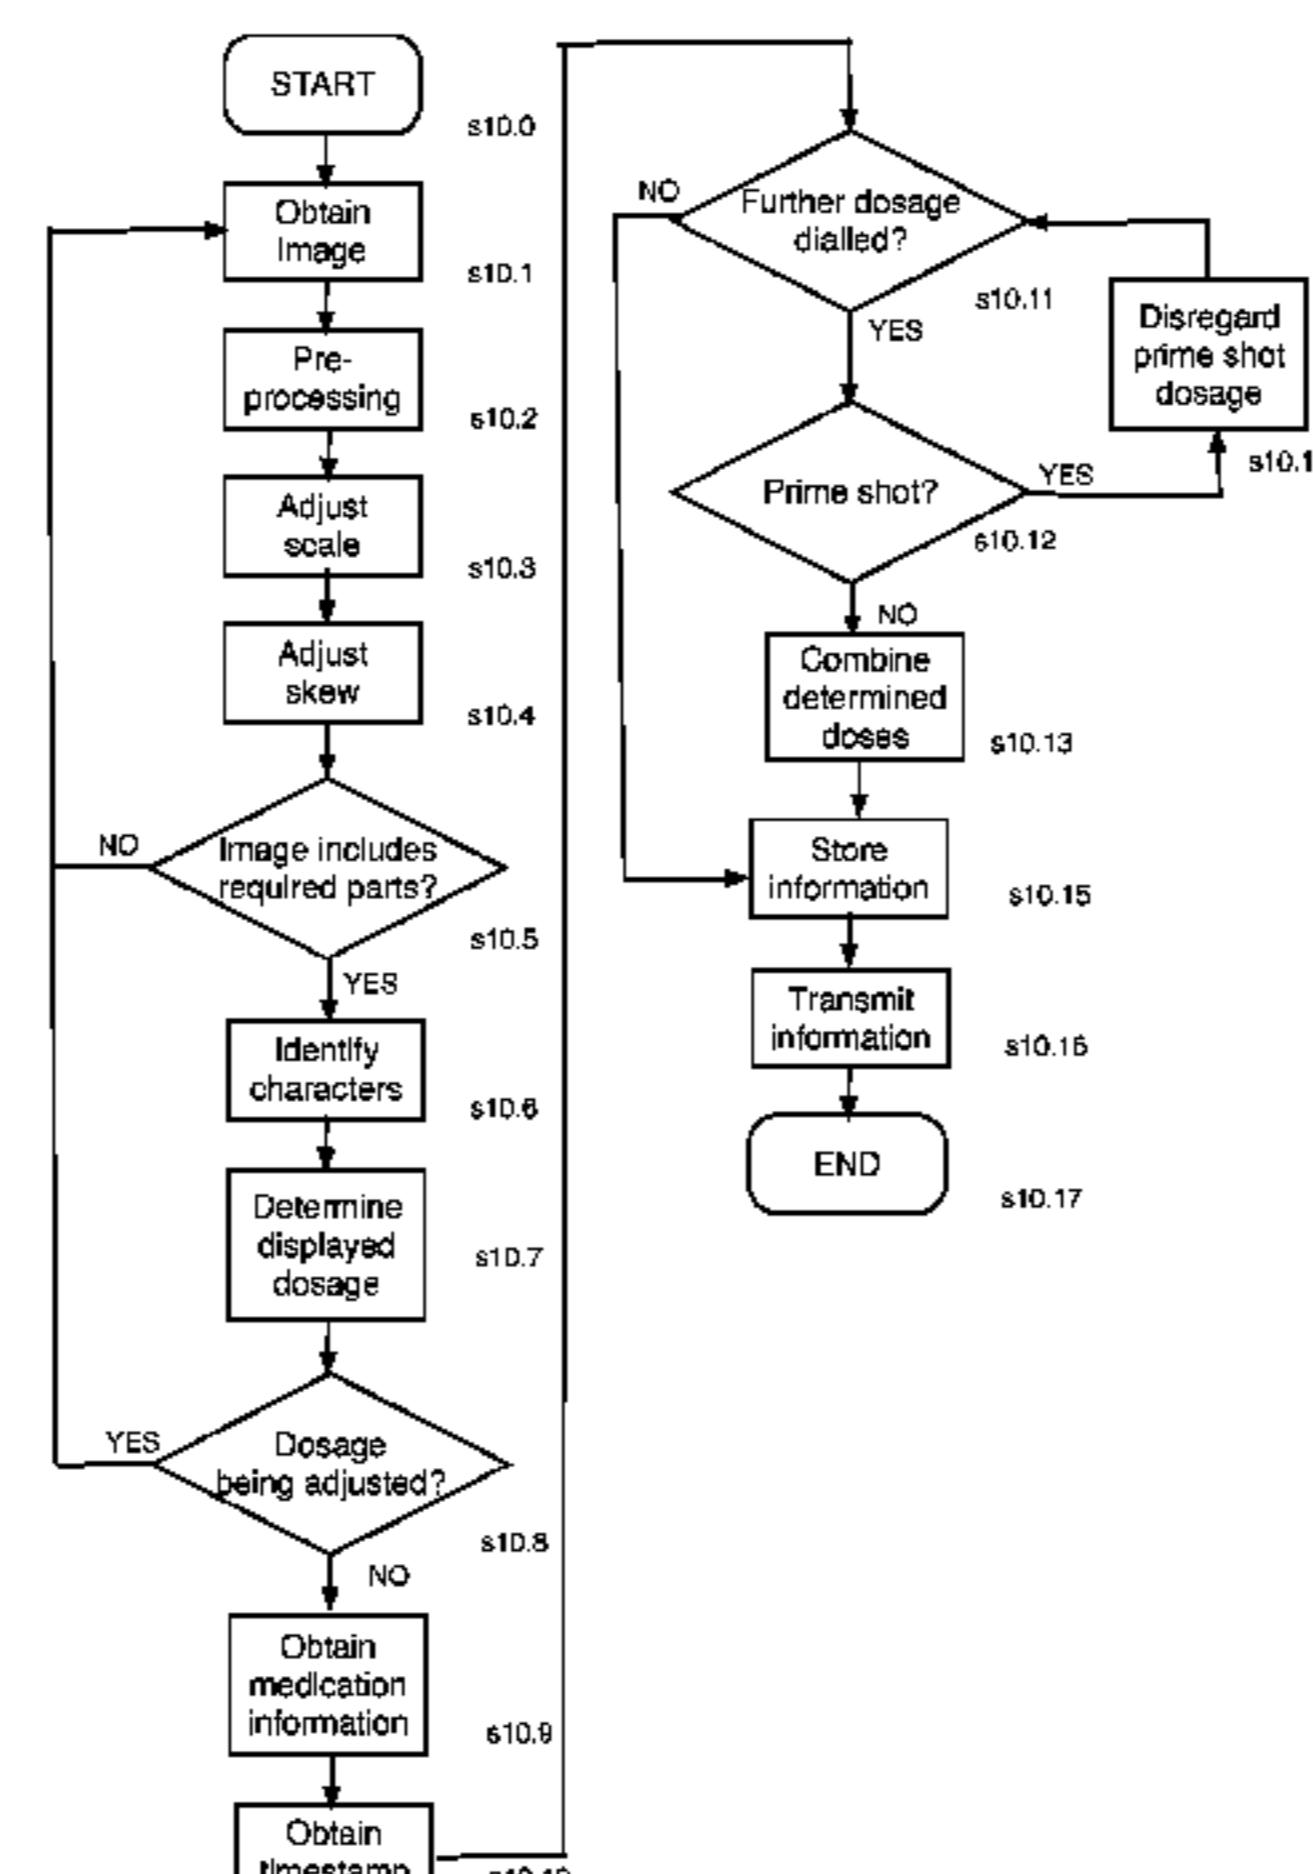 START
s10.0
Obtain
Image
s10.1
Pre-
processing
s10.2
Adjust
scale
s10.3
Adjust
skew
s10.4
NO
Image includes
required parts?
s10.5
YES
Identify
characters
s10.6
Determine
displayed
dosage
s10.7
YES
Dosage
being adjusted?
s10.8
NO
Obtain
medication
information
s10.9
Obtain
timestamp
NO
Further dosage
dialled?
s10.11
YES
Disregard
prime shot
dosage
s10.1
Prime shot?
YES
s10.12
NO
Combine
determined
doses
s10.13
Store
information
s10.15
Transmit
information
s10.16
END
s10.17